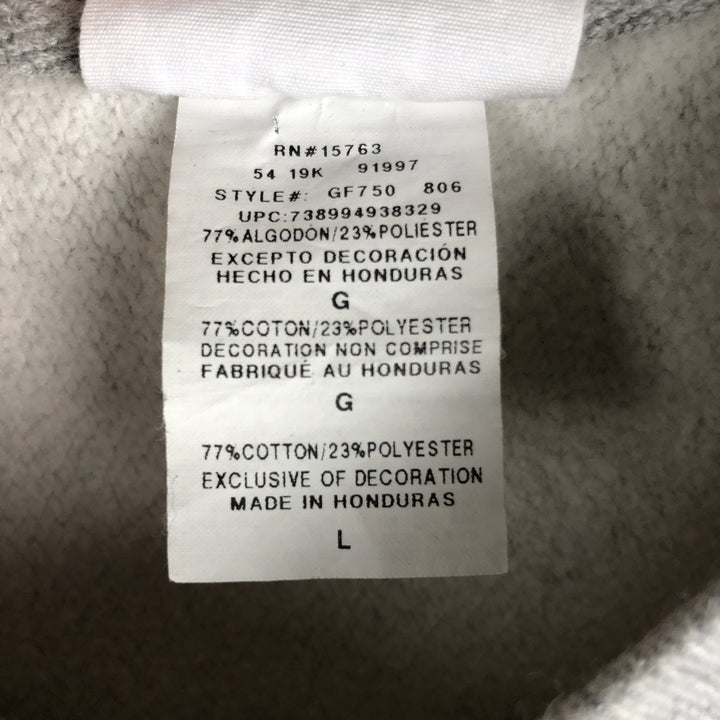 RN#15763
54 19K 91997
STYLE#: GF750 806
UPC:738994938329
77%ALGODÓN/23%POLIÉSTER
EXCEPTO DECORACIÓN
HECHO EN HONDURAS
G
77%COTON/23%POLYESTER
DECORATION NON COMPRISE
FABRIQUÉ AU HONDURAS
G
77%COTTON/23%POLYESTER
EXCLUSIVE OF DECORATION
MADE IN HONDURAS
L